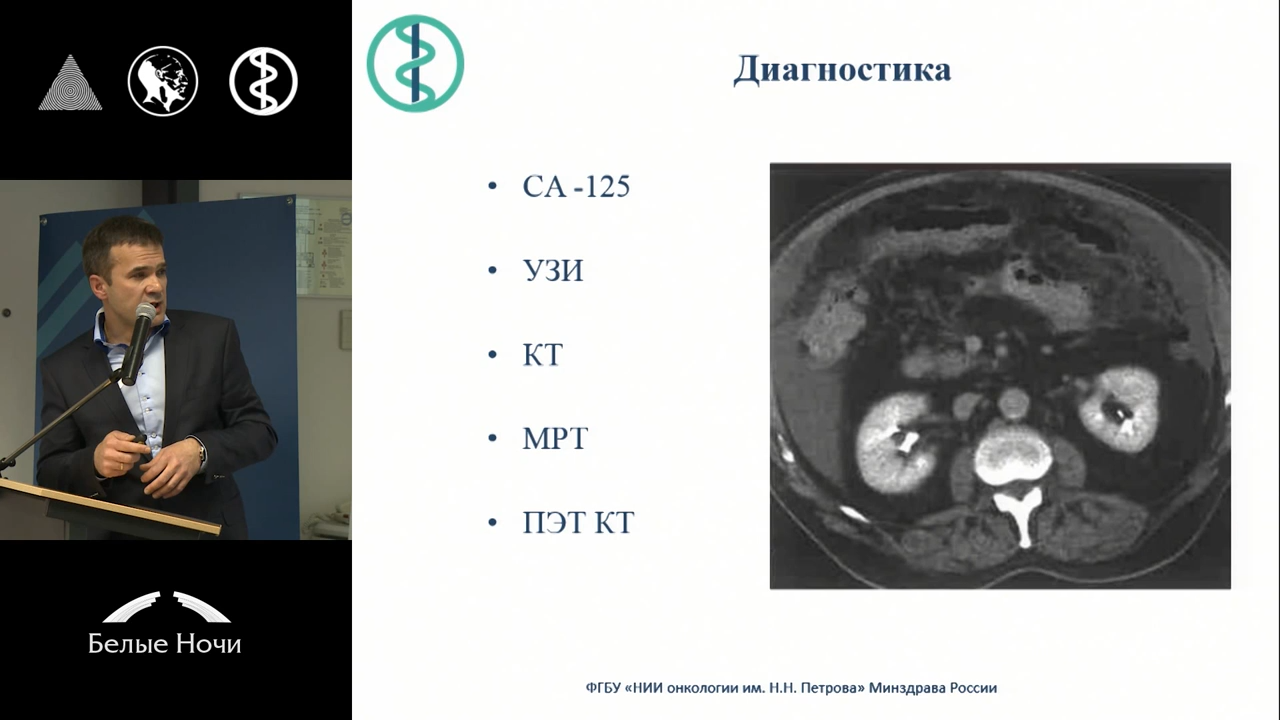 Диагностика
• СА -125
• УЗИ
• КТ
• МРТ
• ПЭТ КТ
ФГБУ «НИИ онкологии им. Н.Н. Петрова» Минздрава России
Белые Ночи